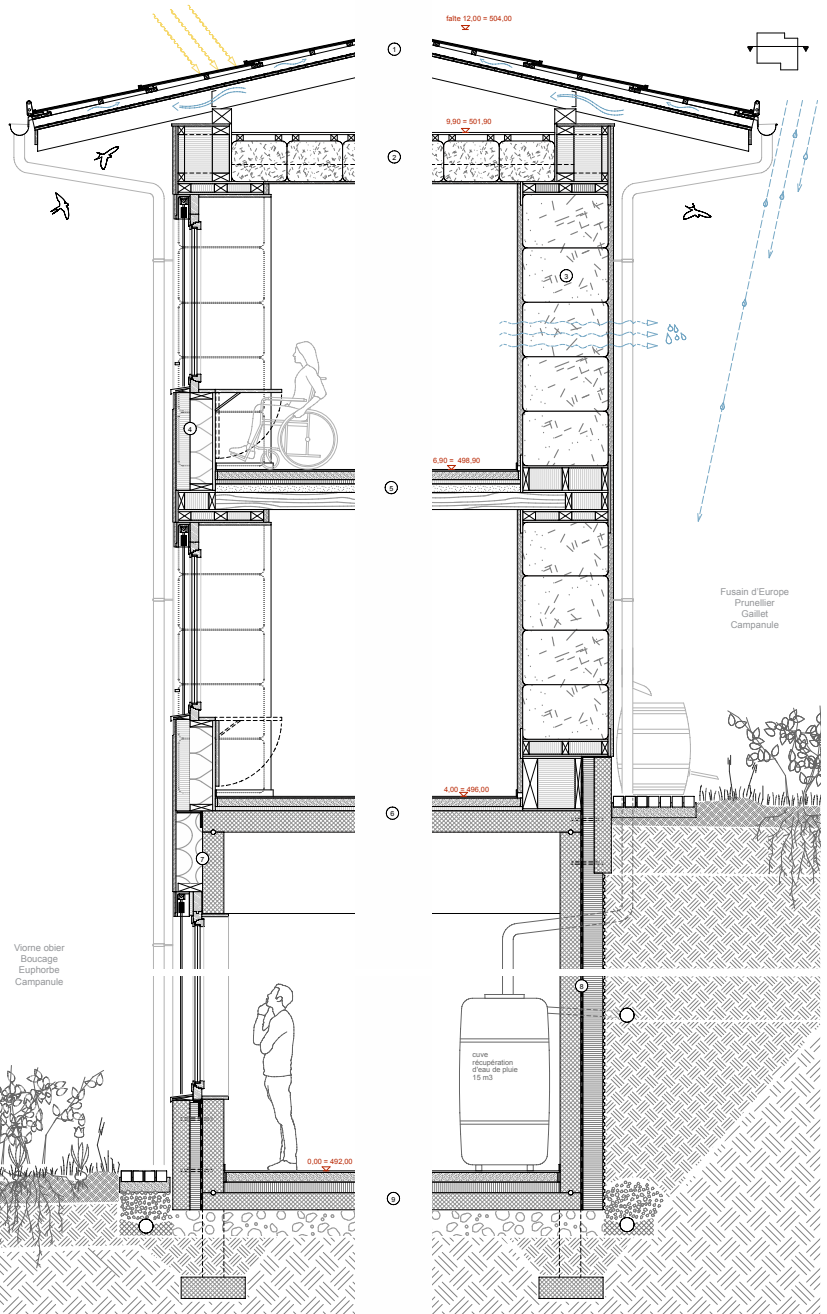 faîte 12,00 = 504,00
1
9,90 = 501,90
2
3
4
6,90 = 498,90
5
Fusain d'Europe
Prunellier
Gaillet
Campanule
4,00 = 496,00
6
7
Viorne obier
Boucage
Euphorbe
Campanule
8
cuve
récupération
d'eau de pluie
15 m3
0,00 = 492,00
9